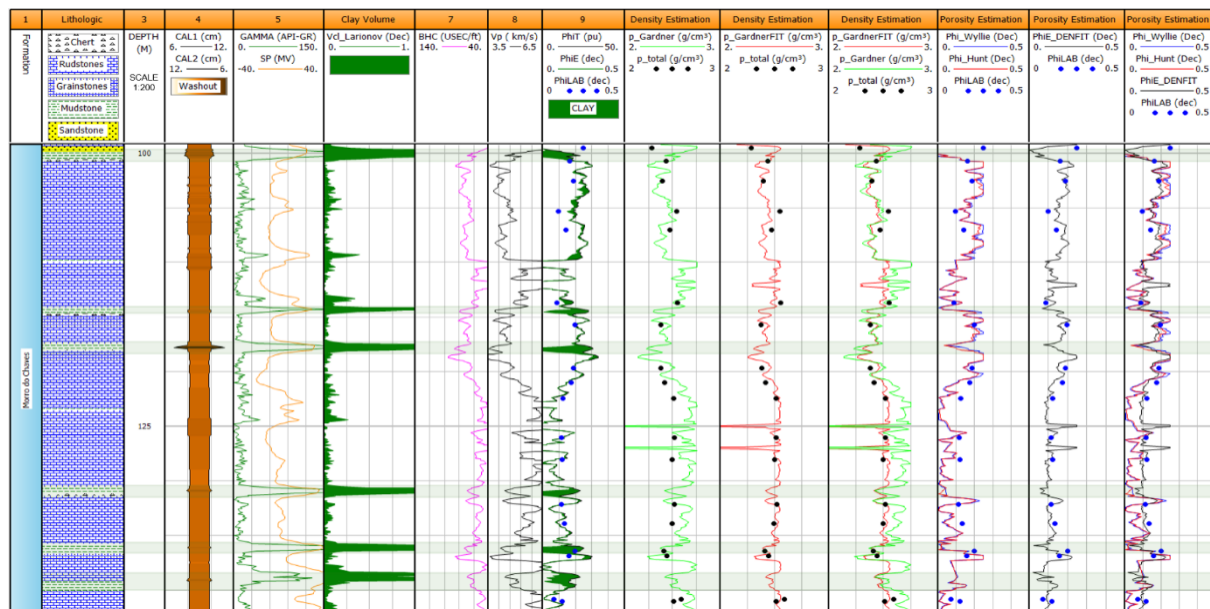 1 Lithologic 3 4 5 Clay Volume 7 8 9 Density Estimation Density Estimation Density Estimation Porosity Estimation Porosity Estimation Porosity Estimation
Formation
Chert
Rudstones
Grainstones
Mudstone
Sandstone
DEPTH
(M)
SCALE
1:200
CAL1 (cm)
6. 12.
CAL2 (cm)
12. 6.
Washout
GAMMA (API-GR)
0. 150.
SP (MV)
-40. 40.
Vcl_Larionov (Dec)
0. 1.
BHC (USEC/ft)
140. 40.
Vp (km/s)
3.5 6.5
PhiT (pu)
0. 50.
PhiE (dec)
0. 0.5
PhiLAB (dec)
0 0.5
CLAY
p_Gardner (g/cm³)
2. 3.
p_total (g/cm³)
2 3
p_GardnerFIT (g/cm³)
2. 3.
p_total (g/cm³)
2 3
p_GardnerFIT (g/cm³)
2. 3.
p_Gardner (g/cm³)
2. 3.
p_total (g/cm³)
2 3
Phi_Wyllie (Dec)
0. 0.5
Phi_Hunt (Dec)
0. 0.5
PhiLAB (dec)
0 0.5
PhiE_DENFIT (Dec)
0. 0.5
PhiLAB (dec)
0 0.5
Phi_Wyllie (Dec)
0. 0.5
Phi_Hunt (Dec)
0. 0.5
PhiE_DENFIT (Dec)
0. 0.5
PhiLAB (dec)
0 0.5
100
Morro do Chaves
125